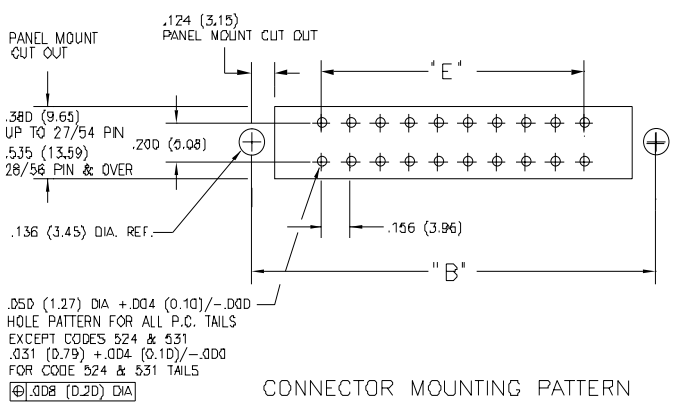 .124 (3.15)
PANEL MOUNT CUT OUT
PANEL MOUNT
CUT OUT
"E"
.380 (9.65)
UP TO 27/54 PIN
.200 (5.08)
.535 (13.59)
28/56 PIN & OVER
.136 (3.45) DIA. REF.
.156 (3.96)
"B"
.050 (1.27) DIA +.004 (0.10)/-.000
HOLE PATTERN FOR ALL P.C. TAILS
EXCEPT CODES 524 & 531
.031 (0.79) +.004 (0.10)/-.000
FOR CODE 524 & 531 TAILS
⌖ .008 (0.20) DIA
CONNECTOR MOUNTING PATTERN